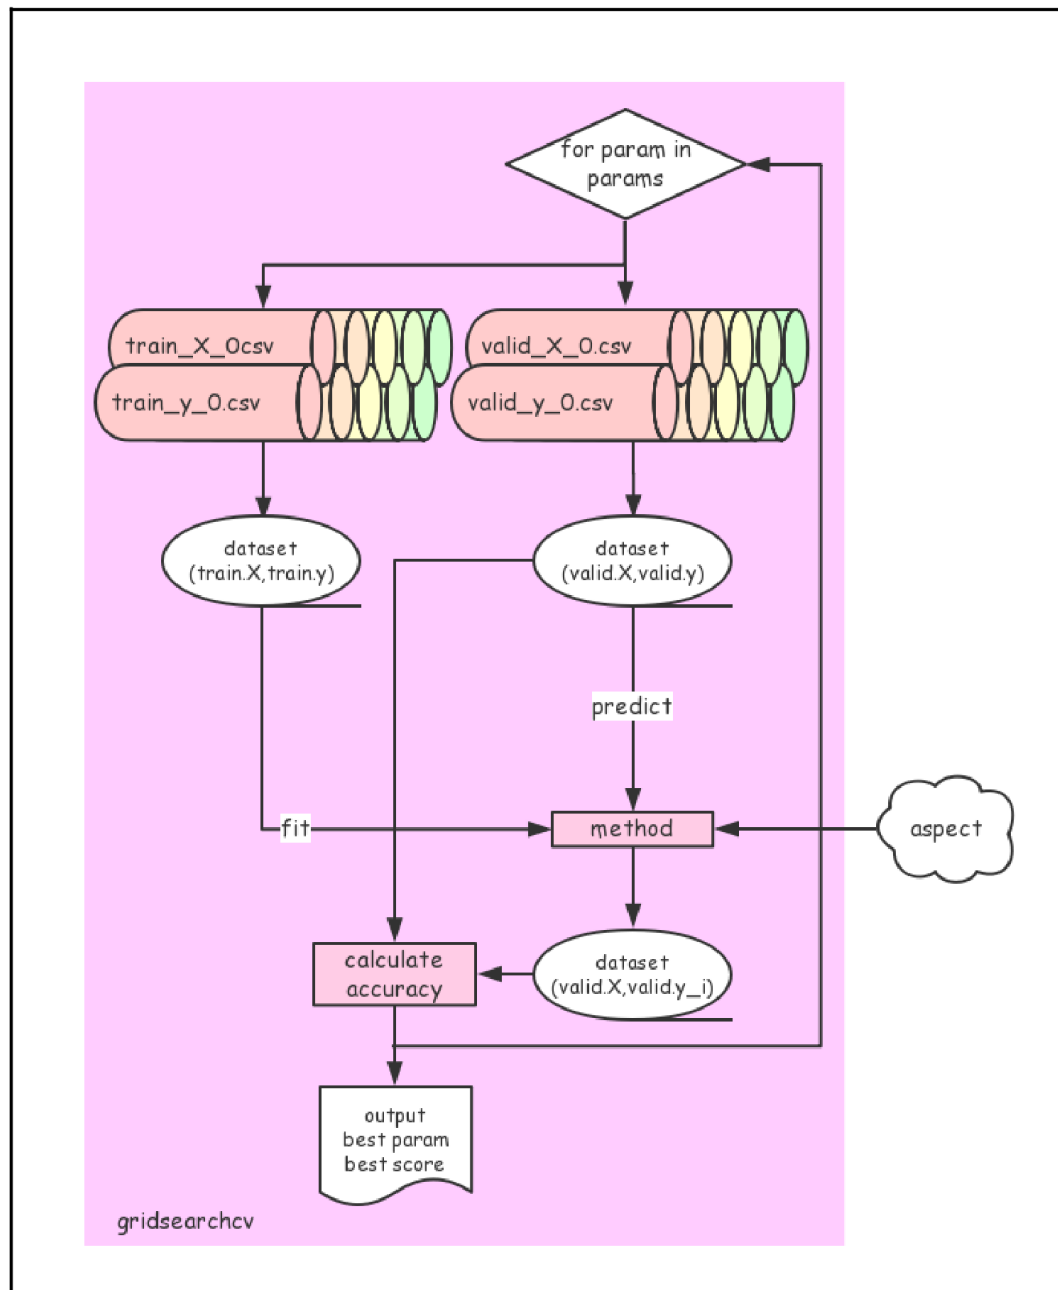 for param in
params
train_X_0csv
valid_X_0.csv
train_y_0.csv
valid_y_0.csv
dataset
(train.X,train.y)
dataset
(valid.X,valid.y)
predict
fit
method
aspect
calculate
accuracy
dataset
(valid.X,valid.y_i)
output
best param
best score
gridsearchcv